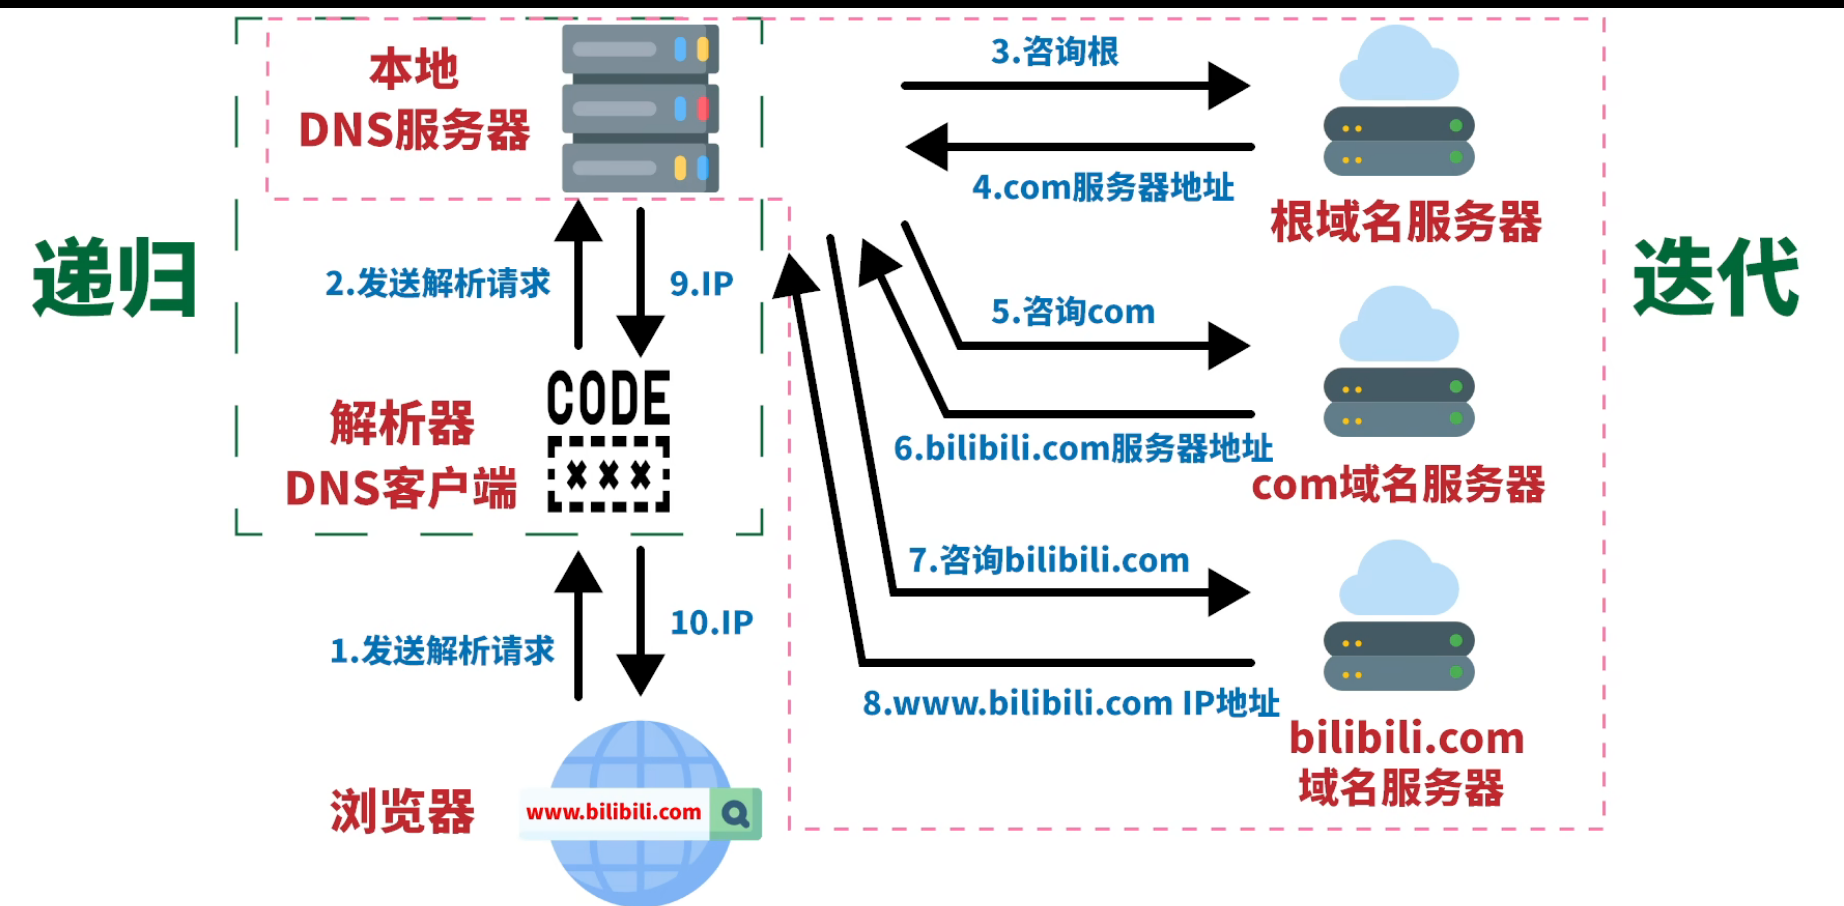 本地
DNS服务器
3.咨询根
4.com服务器地址
根域名服务器
递归
迭代
2.发送解析请求
9.IP
5.咨询com
CODE
解析器
DNS客户端
6.bilibili.com服务器地址
com域名服务器
7.咨询bilibili.com
1.发送解析请求
10.IP
8.www.bilibili.com IP地址
bilibili.com
域名服务器
浏览器
www.bilibili.com